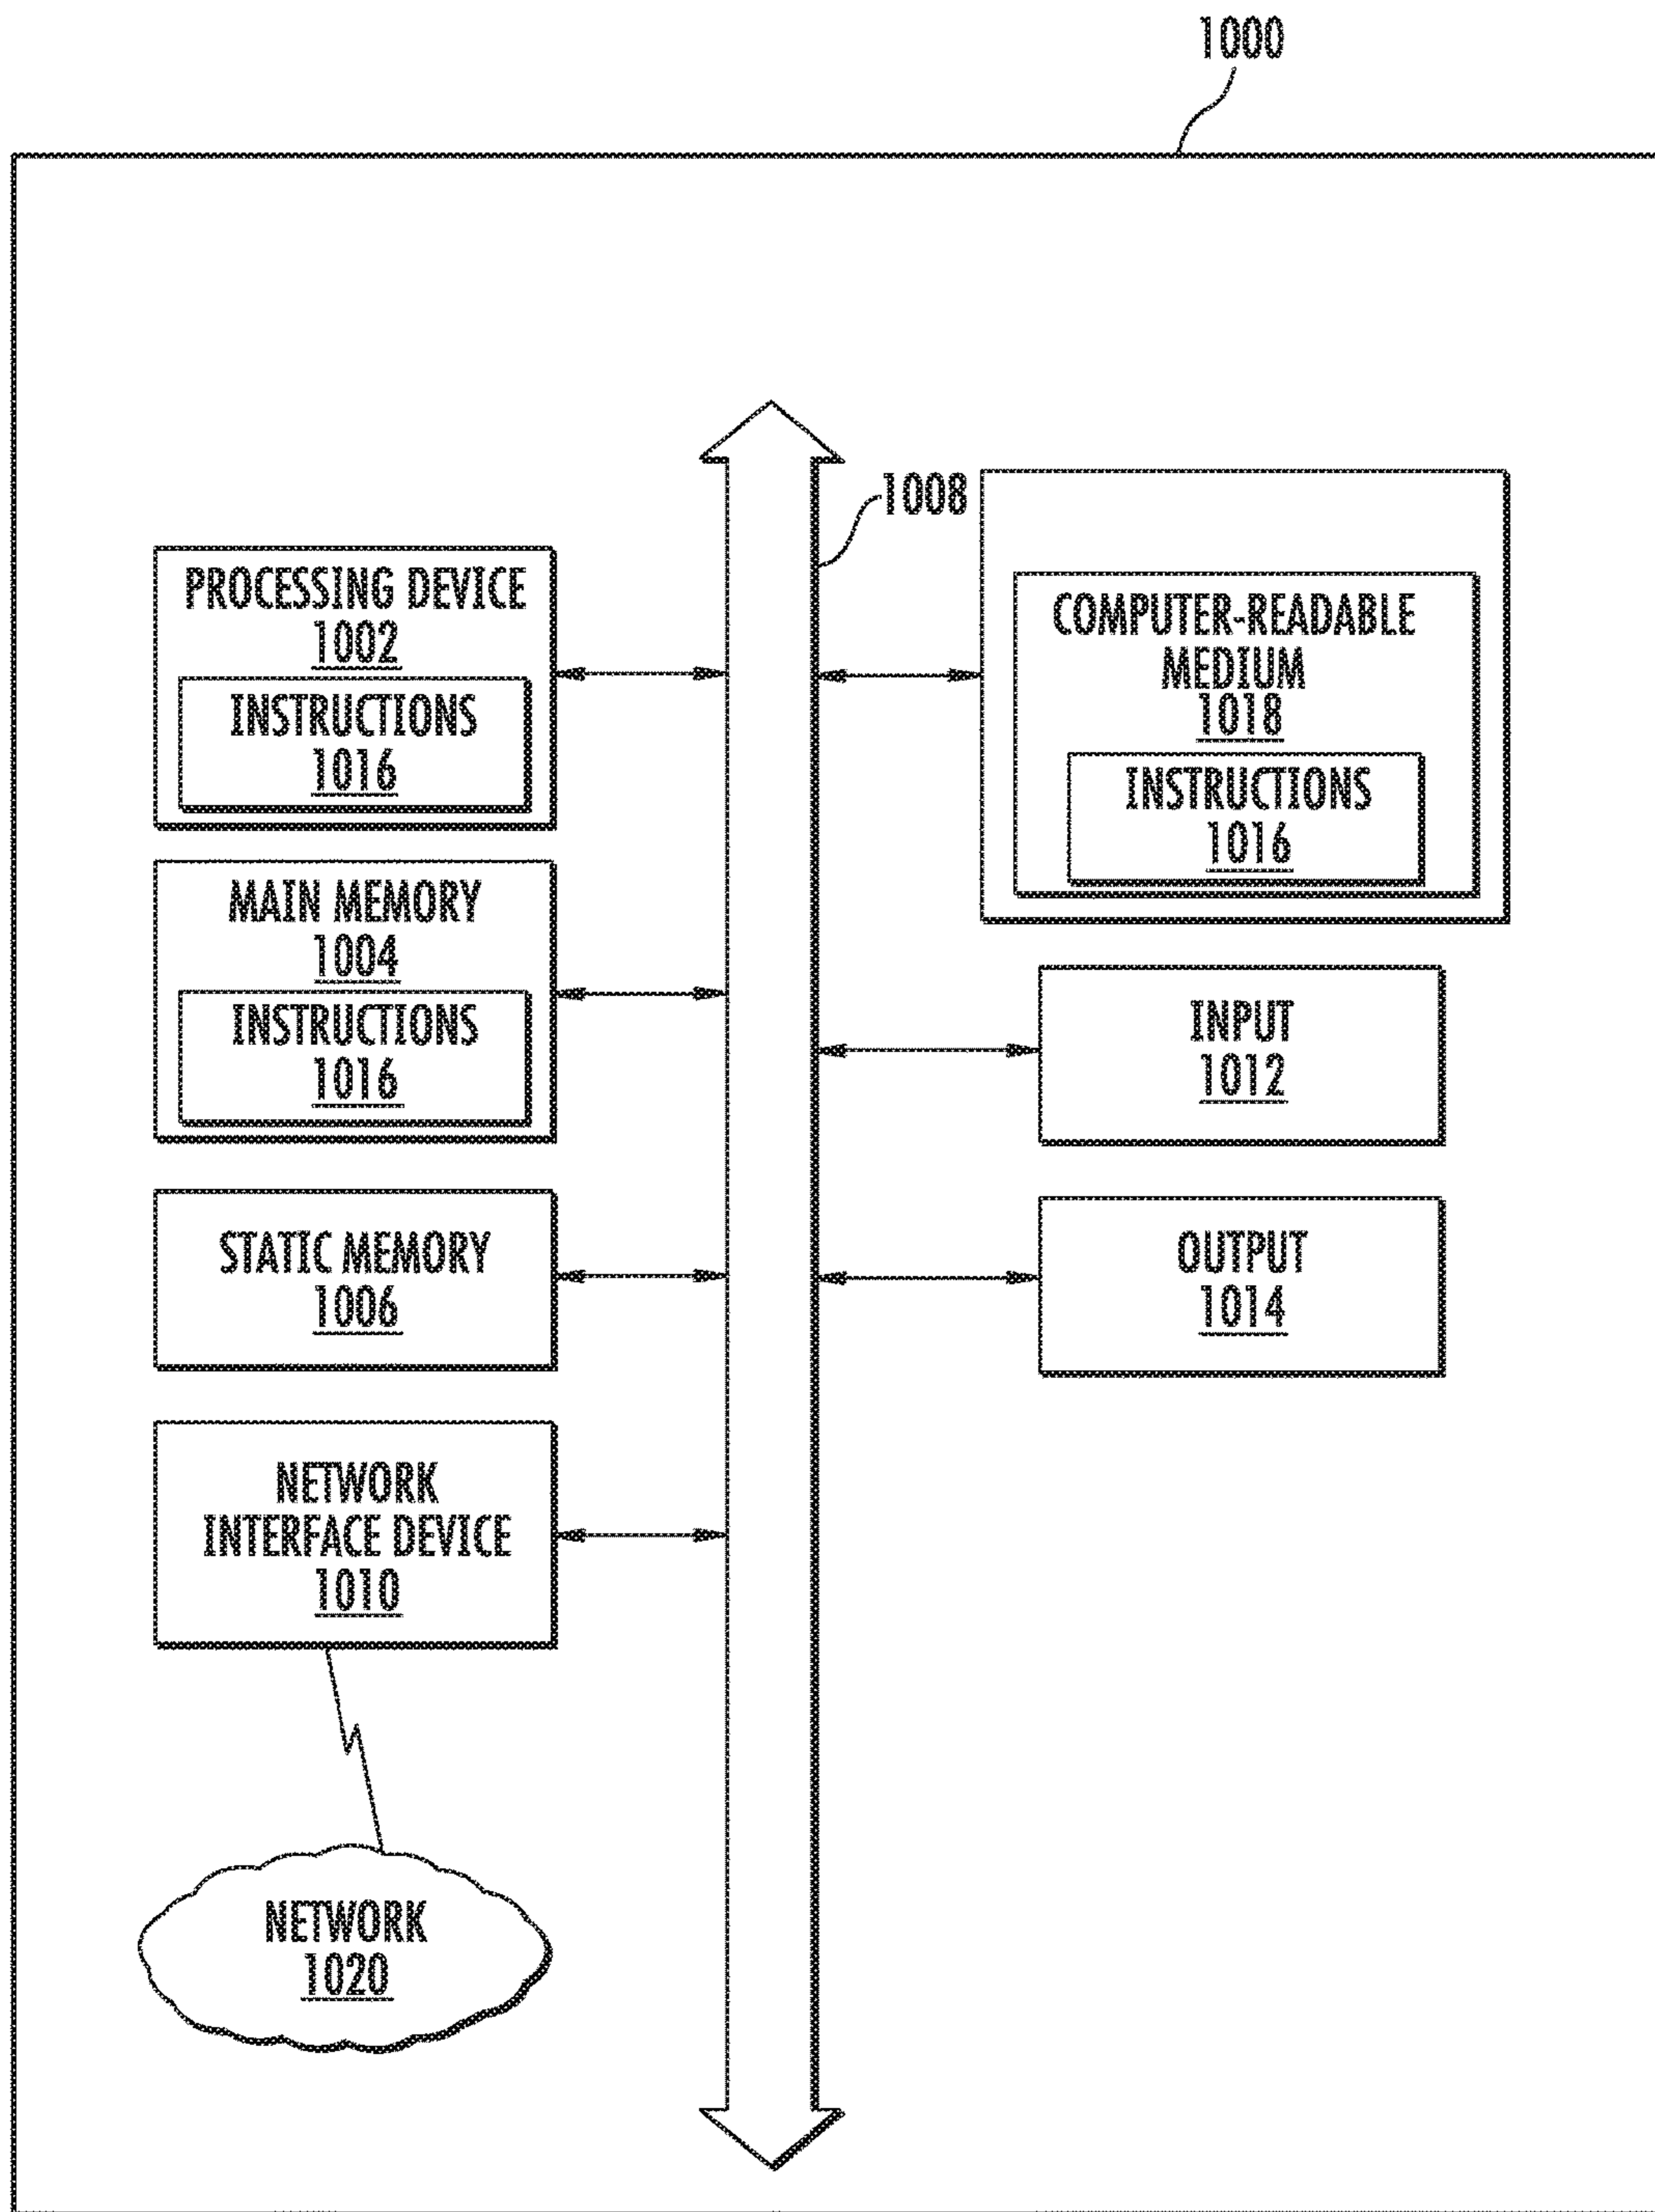 1000
1008
PROCESSING DEVICE
1002
INSTRUCTIONS
1016
MAIN MEMORY
1004
INSTRUCTIONS
1016
STATIC MEMORY
1006
NETWORK
INTERFACE DEVICE
1010
NETWORK
1020
COMPUTER-READABLE
MEDIUM
1018
INSTRUCTIONS
1016
INPUT
1012
OUTPUT
1014